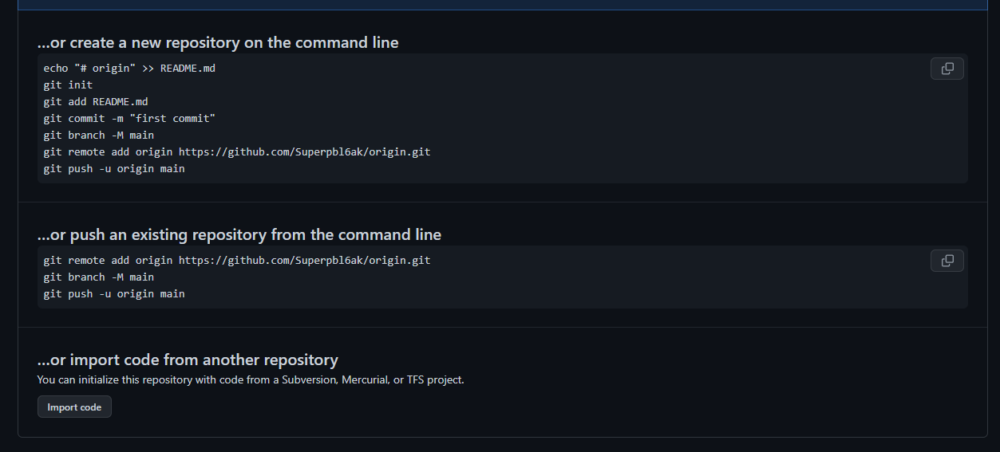 ...or create a new repository on the command line
echo "# origin" >> README.md
git init
git add README.md
git commit -m "first commit"
git branch -M main
git remote add origin https://github.com/Superpbl6ak/origin.git
git push -u origin main
...or push an existing repository from the command line
git remote add origin https://github.com/Superpbl6ak/origin.git
git branch -M main
git push -u origin main
...or import code from another repository
You can initialize this repository with code from a Subversion, Mercurial, or TFS project.
Import code